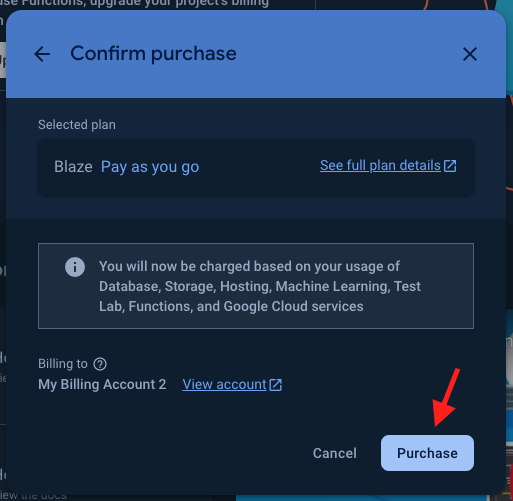 use Functions, upgrade your project's billing
Confirm purchase
Selected plan
Blaze Pay as you go See full plan details
You will now be charged based on your usage of
Database, Storage, Hosting, Machine Learning, Test
Lab, Functions, and Google Cloud services
Billing to
My Billing Account 2 View account
Cancel Purchase
view the docs